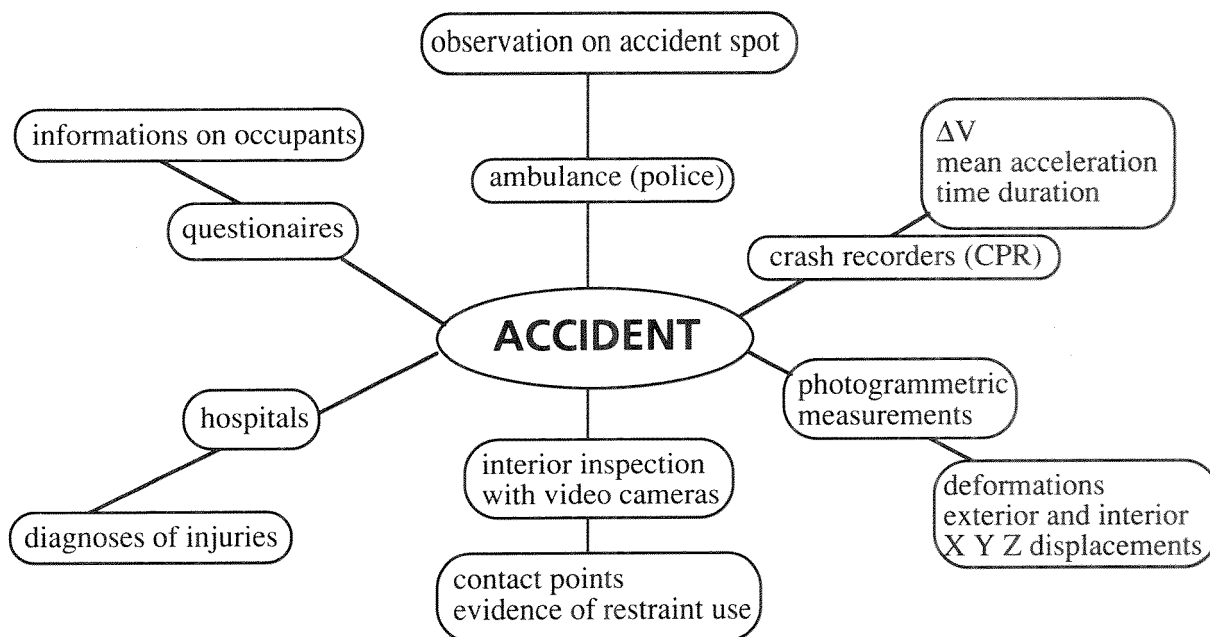 observation on accident spot
informations on occupants
ΔV
mean acceleration
time duration
ambulance (police)
questionaires
crash recorders (CPR)
ACCIDENT
photogrammetric
measurements
hospitals
interior inspection
with video cameras
deformations
exterior and interior
X Y Z displacements
diagnoses of injuries
contact points
evidence of restraint use